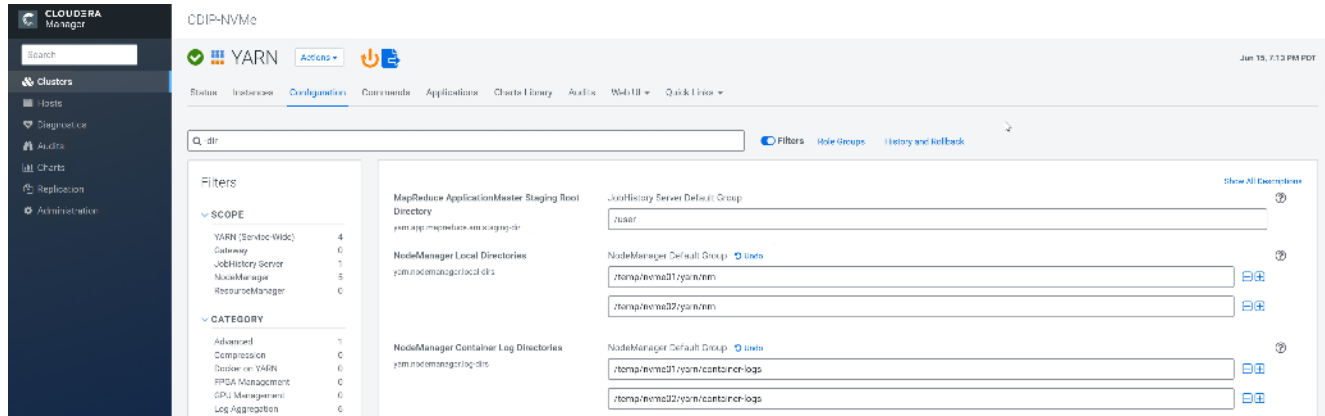 CLOUDERA
Manager
CDIP-NVMe
Search
YARN
Actions
Jun 15, 7:13 PM PDT
Clusters
Hosts
Diagnostics
Audits
Charts
Replication
Administration
Status Instances Configuration Commands Applications Charts Library Audits Web UI Quick Links
-dir
Filters Role Groups History and Rollback
Filters
SCOPE
YARN (Service-Wide) 4
Gateway 0
JobHistory Server 1
NodeManager 5
ResourceManager 0
CATEGORY
Advanced 1
Compression 0
Docker on YARN 0
FPGA Management 0
GPU Management 0
Log Aggregation 6
Show All Descriptions
MapReduce ApplicationMaster Staging Root
Directory
yarn.app.mapreduce.am.staging-dir
JobHistory Server Default Group
/user
NodeManager Local Directories
yarn.nodemanager.local-dirs
NodeManager Default Group Undo
/temp/nvme01/yarn/nm
/temp/nvme02/yarn/nm
NodeManager Container Log Directories
yarn.nodemanager.log-dirs
NodeManager Default Group Undo
/temp/nvme01/yarn/container-logs
/temp/nvme02/yarn/container-logs